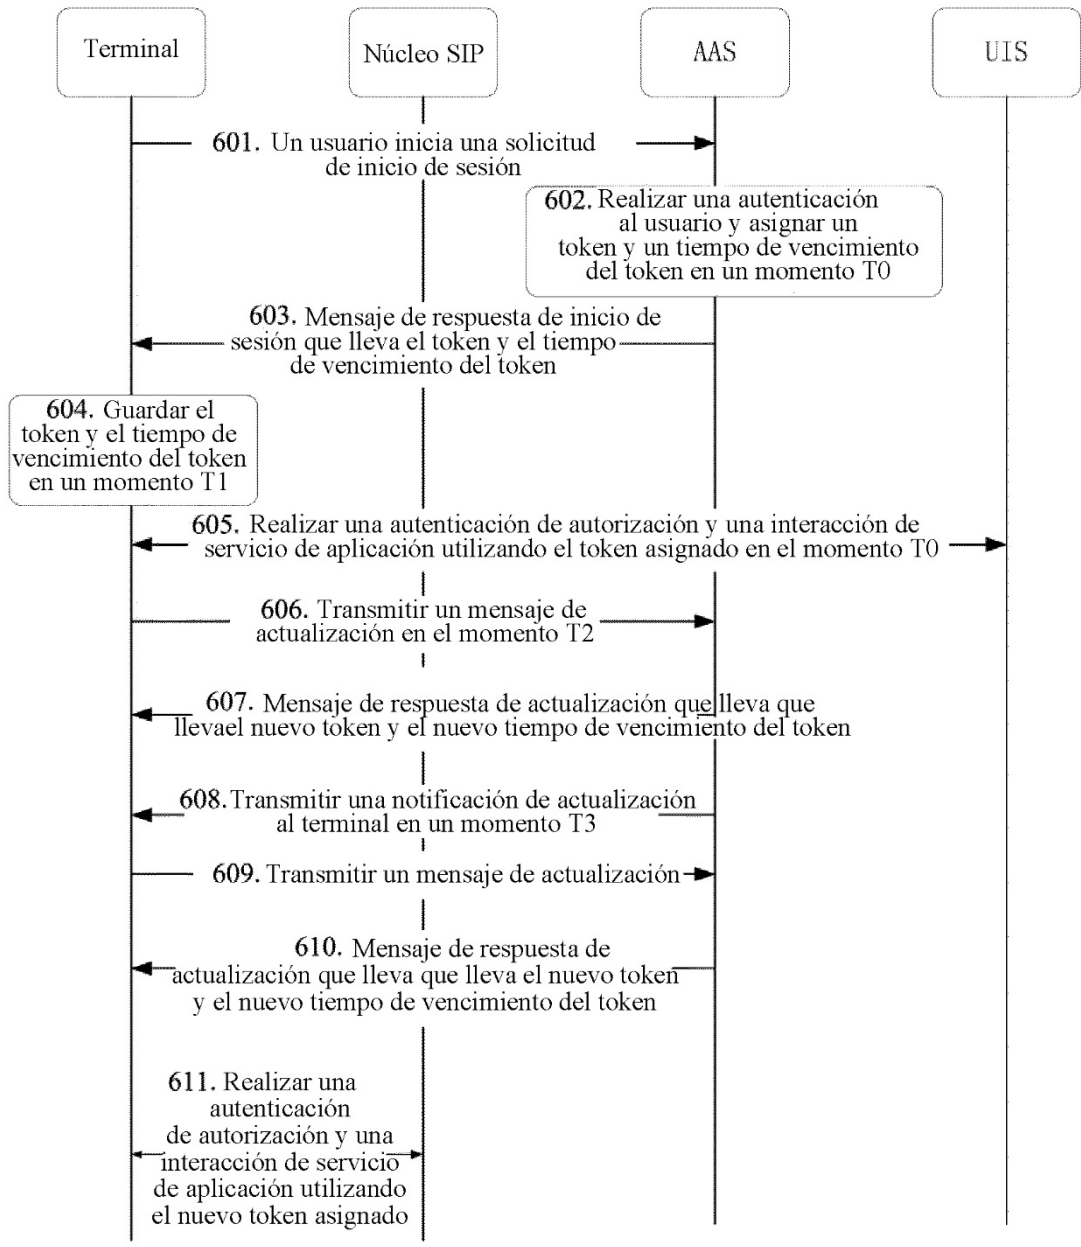 Terminal
Núcleo SIP
AAS
UIS
601. Un usuario inicia una solicitud
de inicio de sesión
602. Realizar una autenticación
al usuario y asignar un
token y un tiempo de vencimiento
del token en un momento T0
603. Mensaje de respuesta de inicio de
sesión que lleva el token y el tiempo
de vencimiento del token
604. Guardar el
token y el tiempo de
vencimiento del token
en un momento T1
605. Realizar una autenticación de autorización y una interacción de
servicio de aplicación utilizando el token asignado en el momento T0
606. Transmitir un mensaje de
actualización en el momento T2
607. Mensaje de respuesta de actualización que lleva que
llevael nuevo token y el nuevo tiempo de vencimiento del token
608. Transmitir una notificación de actualización
al terminal en un momento T3
609. Transmitir un mensaje de actualización
610. Mensaje de respuesta de
actualización que lleva que lleva el nuevo token
y el nuevo tiempo de vencimiento del token
611. Realizar una
autenticación
de autorización y una
interacción de servicio
de aplicación utilizando
el nuevo token asignado